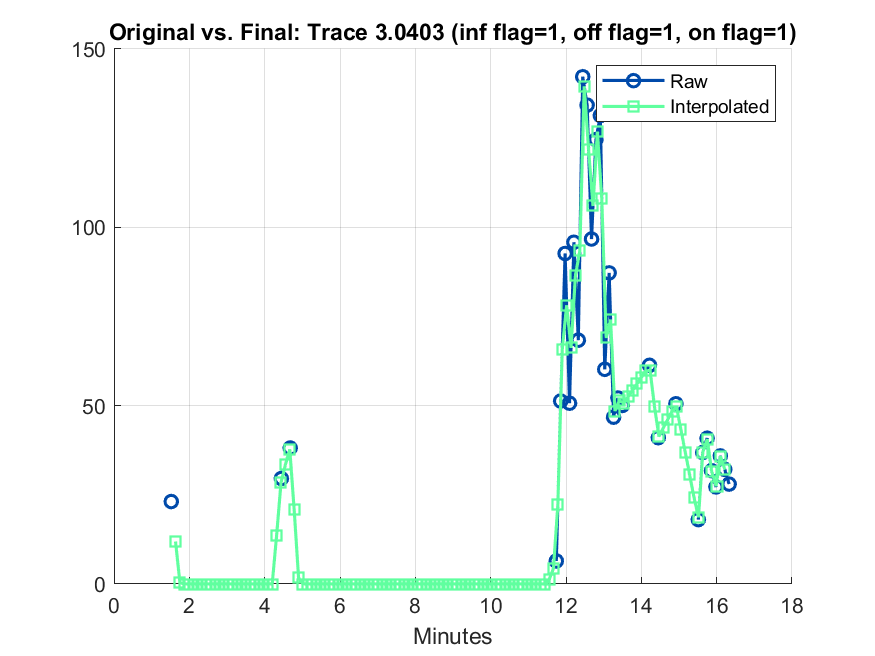 Original vs. Final: Trace 3.0403 (inf flag=1, off flag=1, on flag=1)
150
Raw
Interpolated
100
50
0
0 2 4 6 8 10 12 14 16 18
Minutes